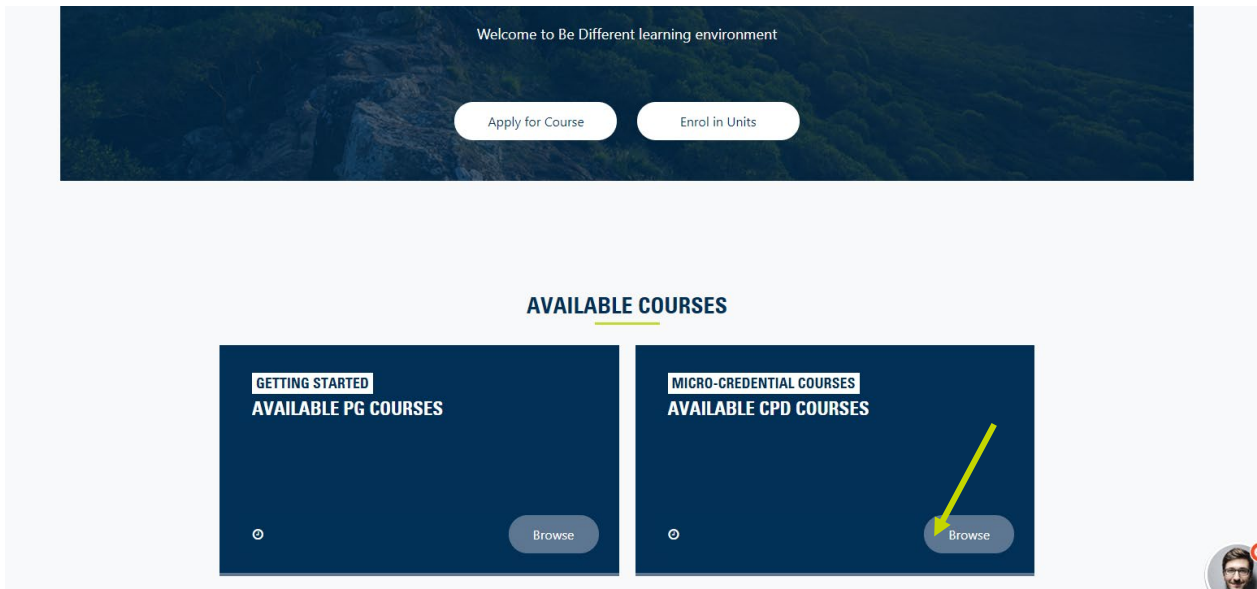 Welcome to Be Different learning environment
Apply for Course
Enrol in Units
AVAILABLE COURSES
GETTING STARTED
AVAILABLE PG COURSES
Browse
MICRO-CREDENTIAL COURSES
AVAILABLE CPD COURSES
Browse